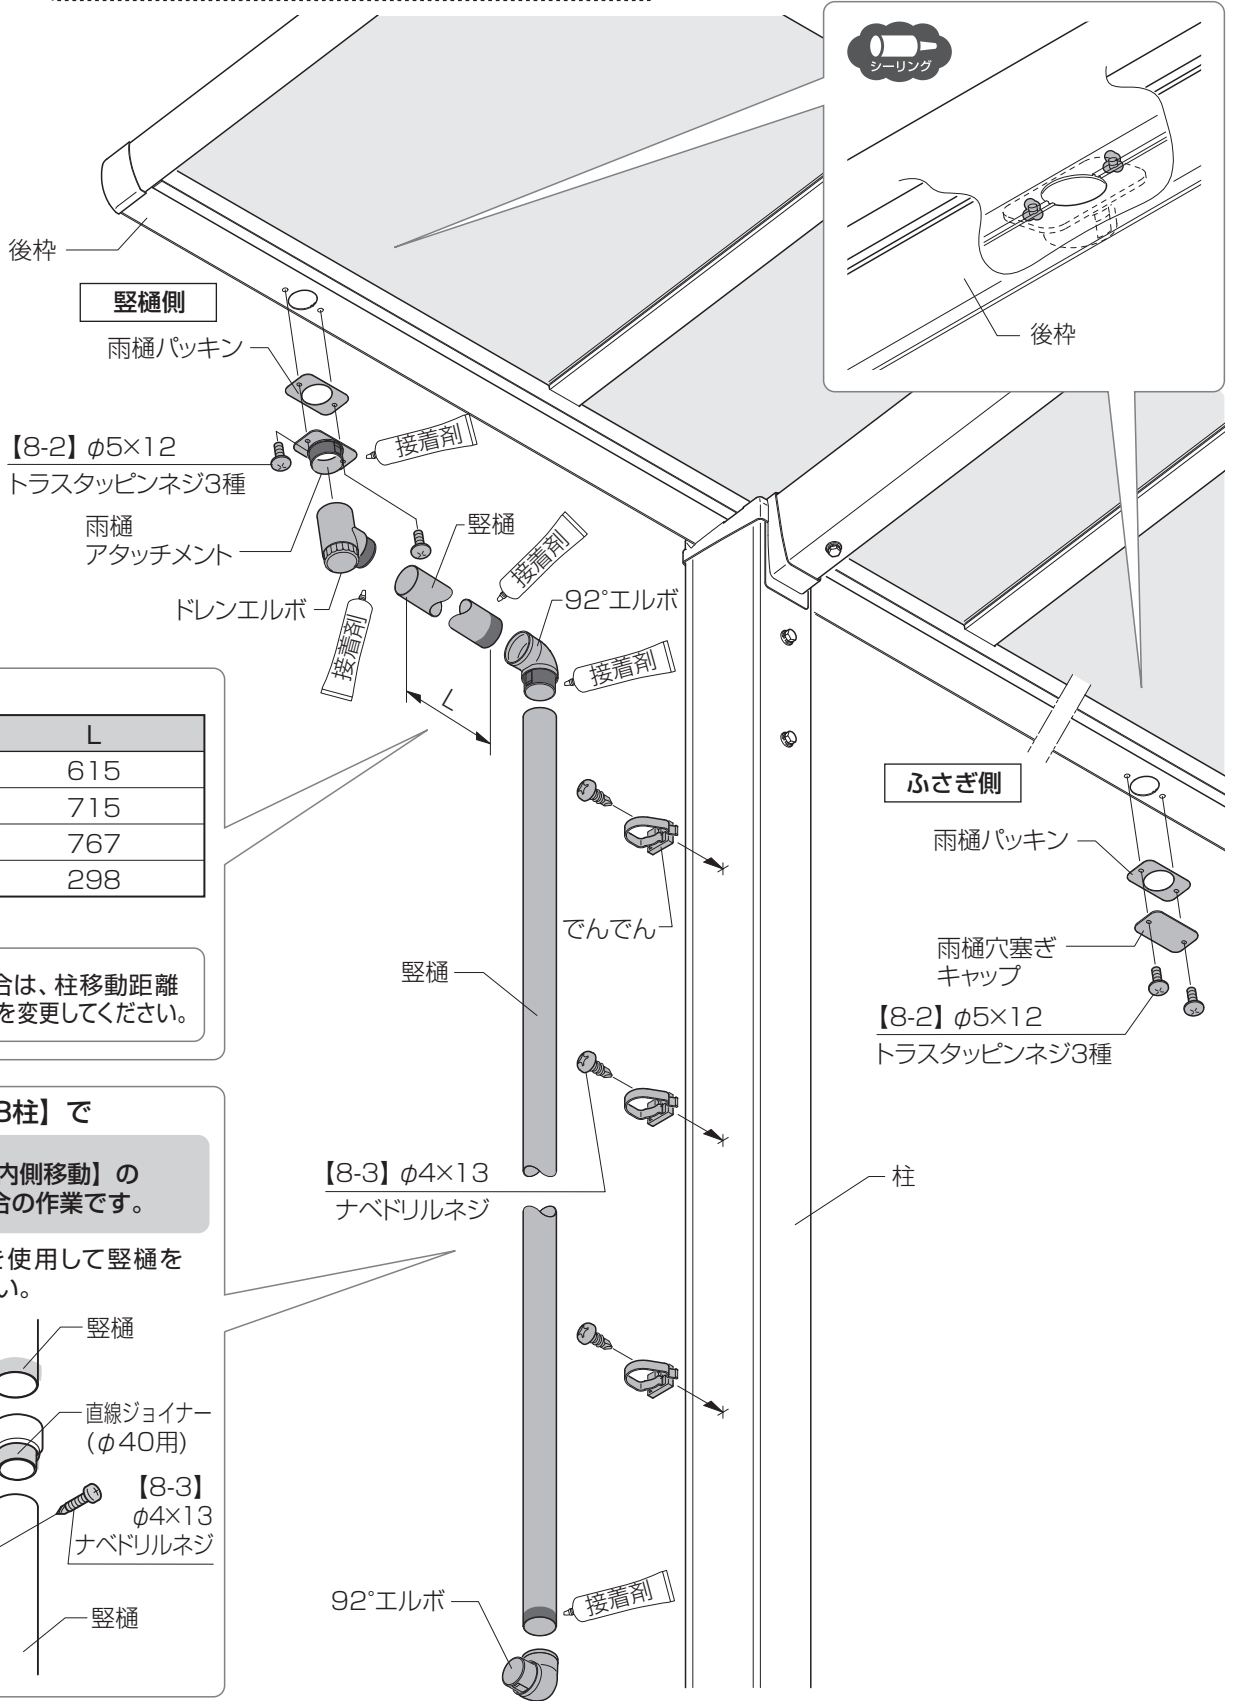 シーリング
後枠
後枠
竪樋側
雨樋パッキン
【8-2】φ5×12
トラスタッピンネジ3種
接着剤
雨樋
アタッチメント
竪樋
接着剤
ドレンエルボ
接着剤
92°エルボ
接着剤
L
L
615
715
767
298
合は、柱移動距離
を変更してください。
ふさぎ側
雨樋パッキン
雨樋穴塞ぎ
キャップ
【8-2】φ5×12
トラスタッピンネジ3種
でんでん
竪樋
【8-3】φ4×13
ナベドリルネジ
柱
3柱】で
内側移動】の
合の作業です。
を使用して竪樋を
い。
竪樋
直線ジョイナー
(φ40用)
【8-3】
φ4×13
ナベドリルネジ
竪樋
92°エルボ
接着剤